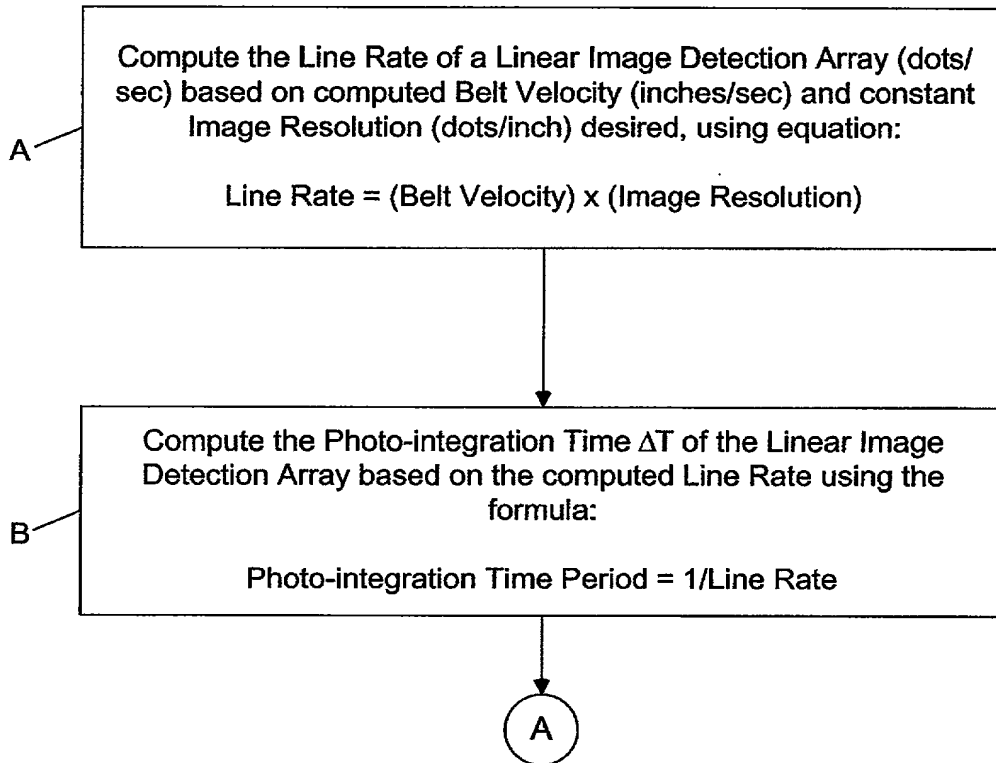 Compute the Line Rate of a Linear Image Detection Array (dots/
sec) based on computed Belt Velocity (inches/sec) and constant
Image Resolution (dots/inch) desired, using equation:
A
Line Rate = (Belt Velocity) x (Image Resolution)
Compute the Photo-integration Time ΔT of the Linear Image
Detection Array based on the computed Line Rate using the
formula:
B
Photo-integration Time Period = 1/Line Rate
A